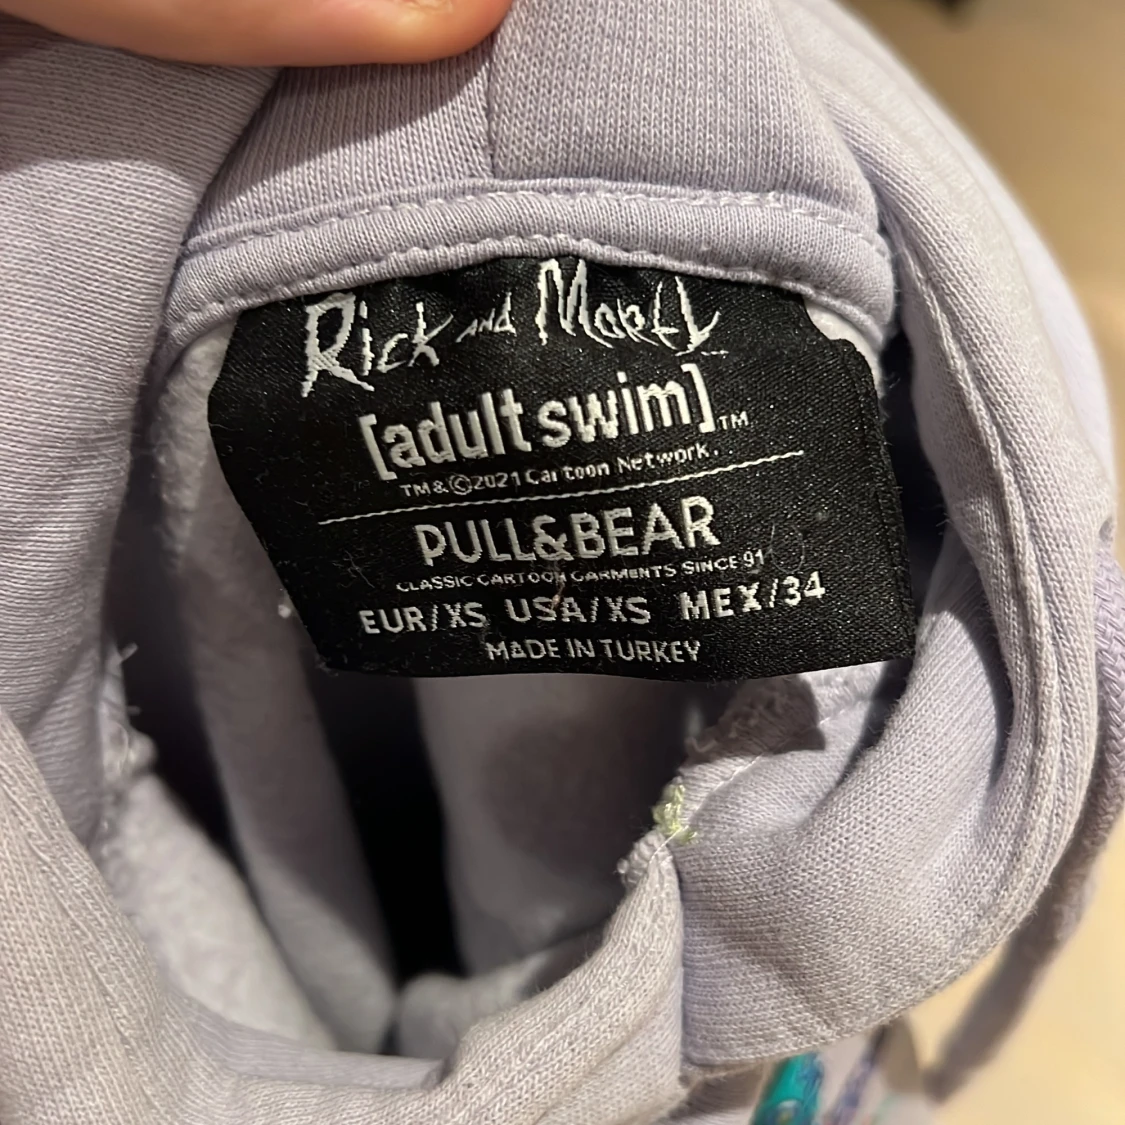 Rick AND Morty
[adult swim]™
TM & © 2021 Cartoon Network.
PULL&BEAR
CLASSIC CARTOON GARMENTS SINCE 91
EUR/XS USA/XS MEX/34
MADE IN TURKEY